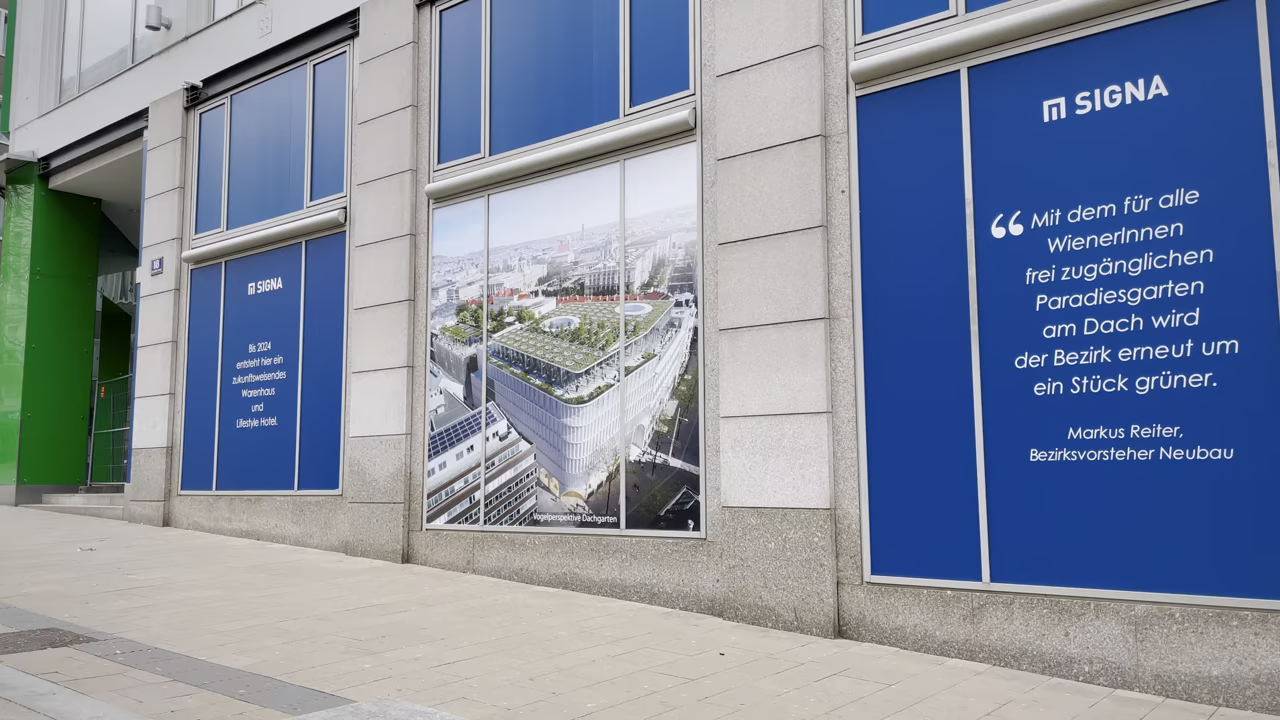 18
SIGNA
Bis 2024
entsteht hier ein
zukunftsweisendes
Warenhaus
und
Lifestyle Hotel.
Vogelperspektive Dachgarten
SIGNA
“ Mit dem für alle
WienerInnen
frei zugänglichen
Paradiesgarten
am Dach wird
der Bezirk erneut um
ein Stück grüner.
Markus Reiter,
Bezirksvorsteher Neubau